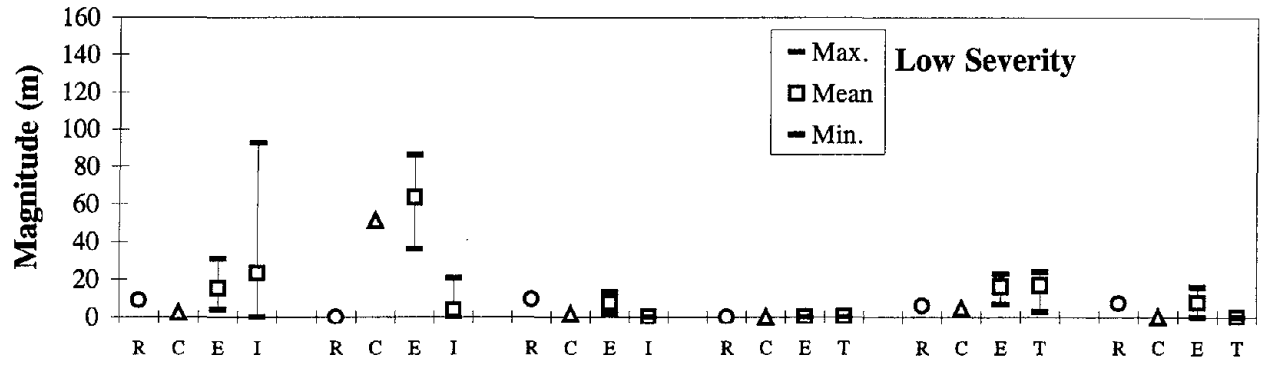 160
140
120
100
80
60
40
20
0
Magnitude (m)
Max.
Mean
Min.
Low Severity
R C E I R C E I R C E I R C E T R C E T R C E T